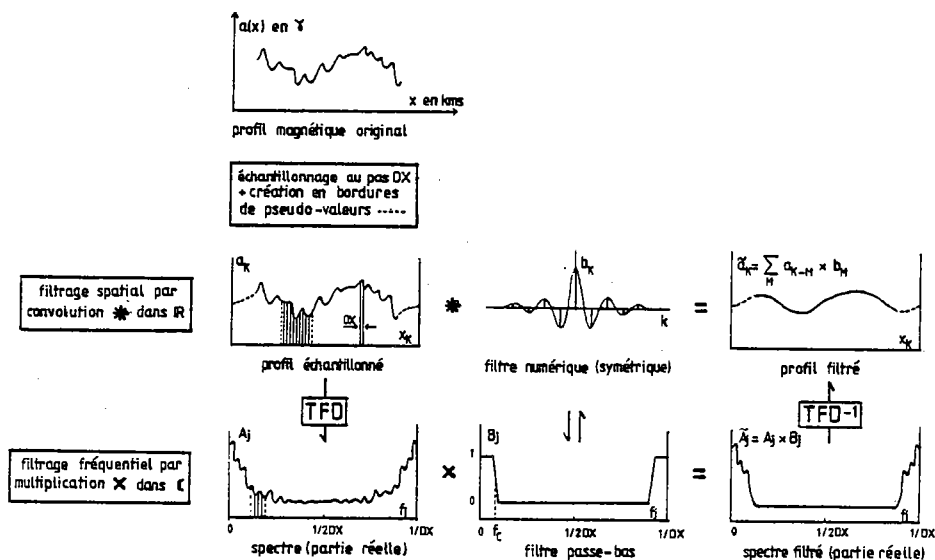 a(x) en γ
x en kms
profil magnétique original
échantillonnage au pas DX
+ création en bordures
de pseudo-valeurs -----
filtrage spatial par
convolution * dans ℝ
a_K
DX
x_K
profil échantillonné
*
b_K
k
filtre numérique (symétrique)
=
ã_K = ∑_M a_{K-M} × b_M
x_K
profil filtré
TFD
TFD⁻¹
filtrage fréquentiel par
multiplication × dans ℂ
A_j
f_j
0
1/2DX
1/DX
spectre (partie réelle)
×
B_j
1
0
f_j
0
f_c
1/2DX
1/DX
filtre passe-bas
=
Ã_j = A_j × B_j
f_j
0
1/2DX
1/DX
spectre filtré (partie réelle)